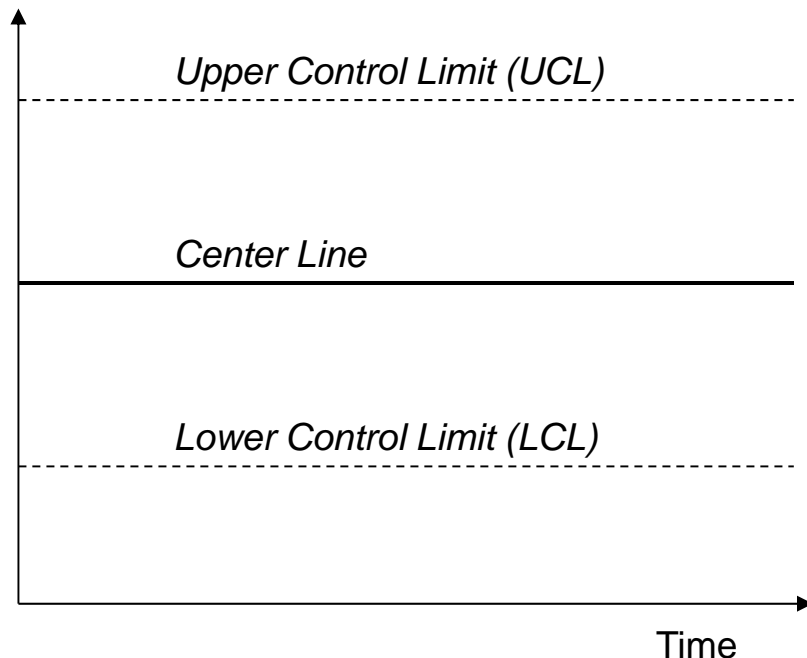 Upper Control Limit (UCL)
Center Line
Lower Control Limit (LCL)
Time